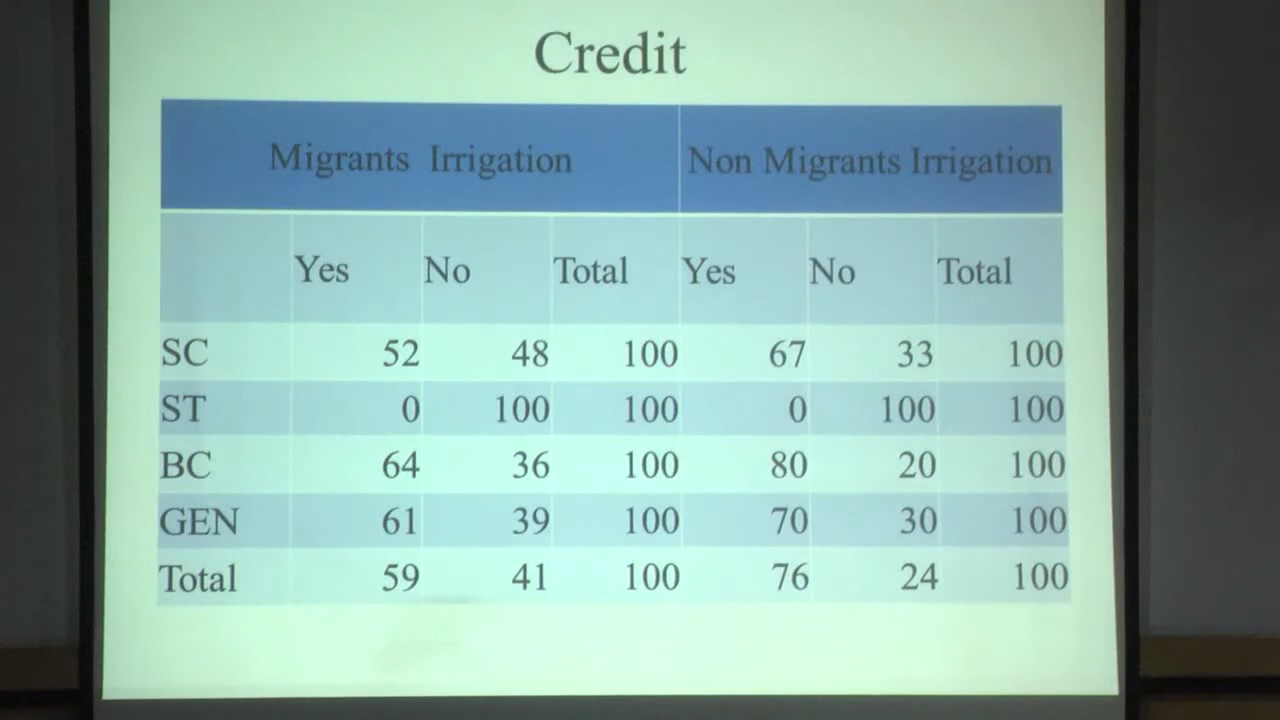 Credit
Migrants Irrigation Non Migrants Irrigation
Yes No Total Yes No Total
SC 52 48 100 67 33 100
ST 0 100 100 0 100 100
BC 64 36 100 80 20 100
GEN 61 39 100 70 30 100
Total 59 41 100 76 24 100